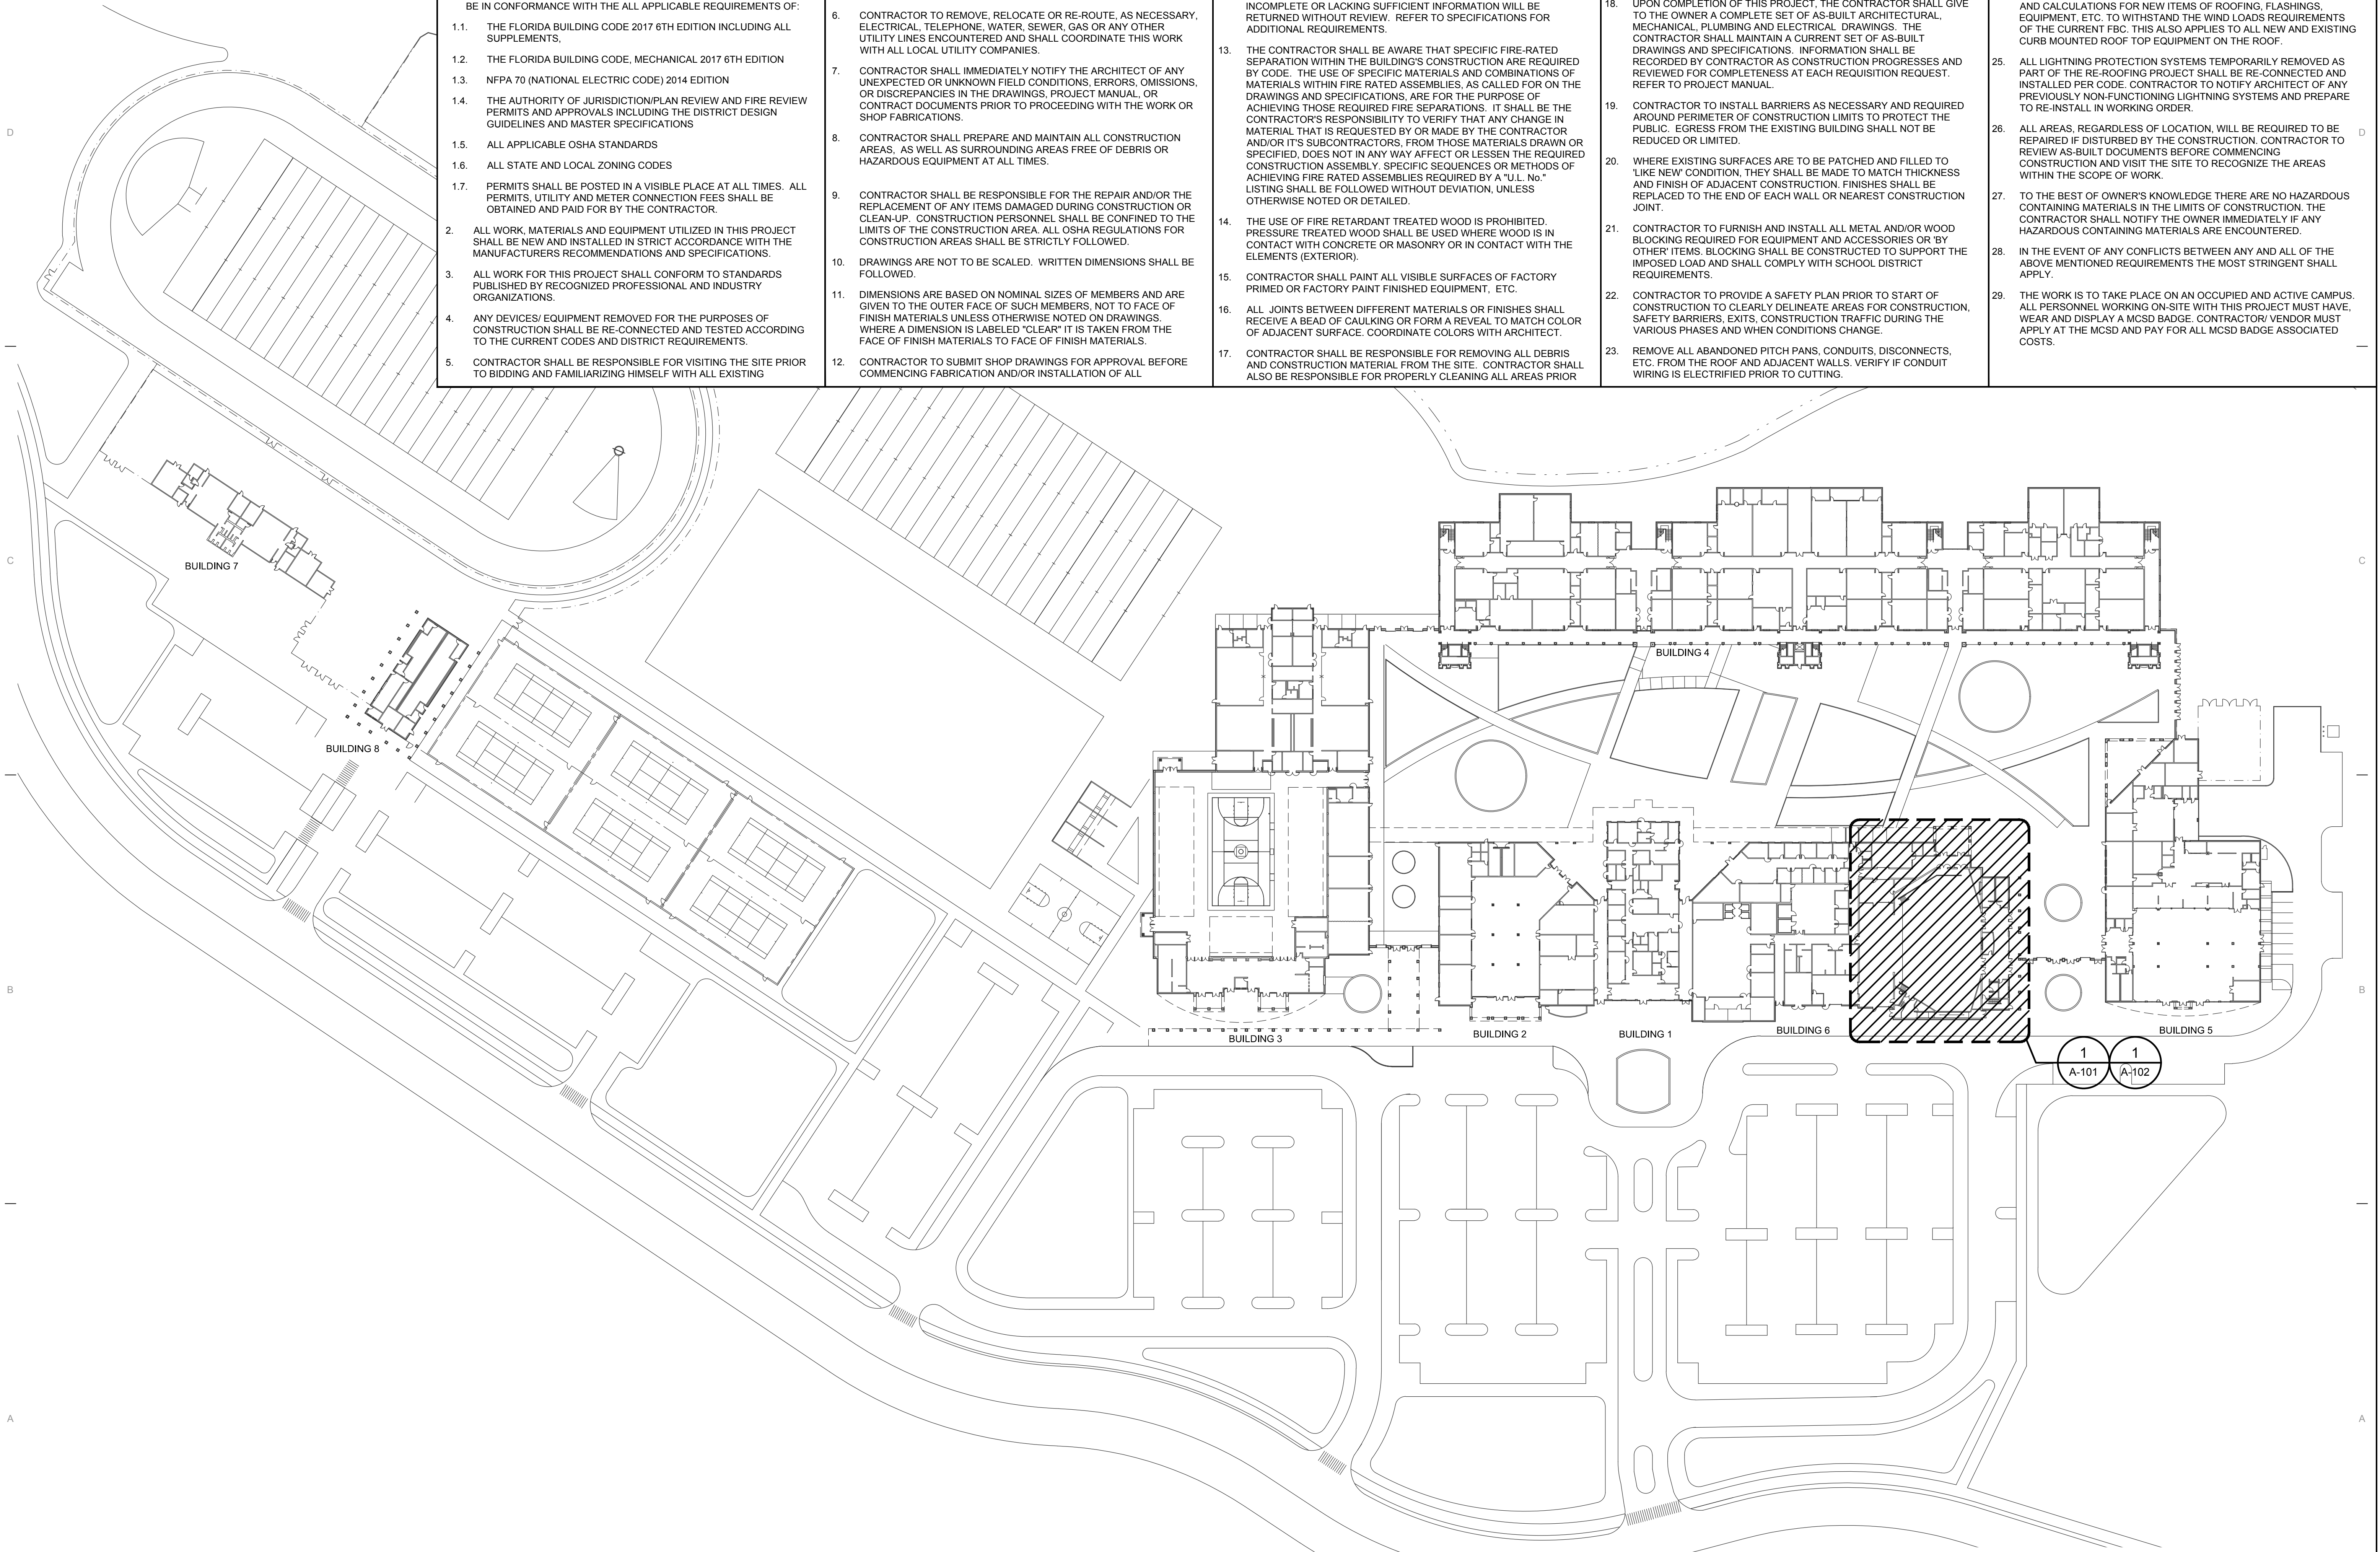 BE IN CONFORMANCE WITH THE ALL APPLICABLE REQUIREMENTS OF:
1.1. THE FLORIDA BUILDING CODE 2017 6TH EDITION INCLUDING ALL
SUPPLEMENTS,
1.2. THE FLORIDA BUILDING CODE, MECHANICAL 2017 6TH EDITION
1.3. NFPA 70 (NATIONAL ELECTRIC CODE) 2014 EDITION
1.4. THE AUTHORITY OF JURISDICTION/PLAN REVIEW AND FIRE REVIEW
PERMITS AND APPROVALS INCLUDING THE DISTRICT DESIGN
GUIDELINES AND MASTER SPECIFICATIONS
1.5. ALL APPLICABLE OSHA STANDARDS
1.6. ALL STATE AND LOCAL ZONING CODES
1.7. PERMITS SHALL BE POSTED IN A VISIBLE PLACE AT ALL TIMES. ALL
PERMITS, UTILITY AND METER CONNECTION FEES SHALL BE
OBTAINED AND PAID FOR BY THE CONTRACTOR.
2. ALL WORK, MATERIALS AND EQUIPMENT UTILIZED IN THIS PROJECT
SHALL BE NEW AND INSTALLED IN STRICT ACCORDANCE WITH THE
MANUFACTURERS RECOMMENDATIONS AND SPECIFICATIONS.
3. ALL WORK FOR THIS PROJECT SHALL CONFORM TO STANDARDS
PUBLISHED BY RECOGNIZED PROFESSIONAL AND INDUSTRY
ORGANIZATIONS.
4. ANY DEVICES/ EQUIPMENT REMOVED FOR THE PURPOSES OF
CONSTRUCTION SHALL BE RE-CONNECTED AND TESTED ACCORDING
TO THE CURRENT CODES AND DISTRICT REQUIREMENTS.
5. CONTRACTOR SHALL BE RESPONSIBLE FOR VISITING THE SITE PRIOR
TO BIDDING AND FAMILIARIZING HIMSELF WITH ALL EXISTING
6. CONTRACTOR TO REMOVE, RELOCATE OR RE-ROUTE, AS NECESSARY,
ELECTRICAL, TELEPHONE, WATER, SEWER, GAS OR ANY OTHER
UTILITY LINES ENCOUNTERED AND SHALL COORDINATE THIS WORK
WITH ALL LOCAL UTILITY COMPANIES.
7. CONTRACTOR SHALL IMMEDIATELY NOTIFY THE ARCHITECT OF ANY
UNEXPECTED OR UNKNOWN FIELD CONDITIONS, ERRORS, OMISSIONS,
OR DISCREPANCIES IN THE DRAWINGS, PROJECT MANUAL, OR
CONTRACT DOCUMENTS PRIOR TO PROCEEDING WITH THE WORK OR
SHOP FABRICATIONS.
8. CONTRACTOR SHALL PREPARE AND MAINTAIN ALL CONSTRUCTION
AREAS, AS WELL AS SURROUNDING AREAS FREE OF DEBRIS OR
HAZARDOUS EQUIPMENT AT ALL TIMES.
9. CONTRACTOR SHALL BE RESPONSIBLE FOR THE REPAIR AND/OR THE
REPLACEMENT OF ANY ITEMS DAMAGED DURING CONSTRUCTION OR
CLEAN-UP. CONSTRUCTION PERSONNEL SHALL BE CONFINED TO THE
LIMITS OF THE CONSTRUCTION AREA. ALL OSHA REGULATIONS FOR
CONSTRUCTION AREAS SHALL BE STRICTLY FOLLOWED.
10. DRAWINGS ARE NOT TO BE SCALED. WRITTEN DIMENSIONS SHALL BE
FOLLOWED.
11. DIMENSIONS ARE BASED ON NOMINAL SIZES OF MEMBERS AND ARE
GIVEN TO THE OUTER FACE OF SUCH MEMBERS, NOT TO FACE OF
FINISH MATERIALS UNLESS OTHERWISE NOTED ON DRAWINGS.
WHERE A DIMENSION IS LABELED "CLEAR" IT IS TAKEN FROM THE
FACE OF FINISH MATERIALS TO FACE OF FINISH MATERIALS.
12. CONTRACTOR TO SUBMIT SHOP DRAWINGS FOR APPROVAL BEFORE
COMMENCING FABRICATION AND/OR INSTALLATION OF ALL
INCOMPLETE OR LACKING SUFFICIENT INFORMATION WILL BE
RETURNED WITHOUT REVIEW. REFER TO SPECIFICATIONS FOR
ADDITIONAL REQUIREMENTS.
13. THE CONTRACTOR SHALL BE AWARE THAT SPECIFIC FIRE-RATED
SEPARATION WITHIN THE BUILDING'S CONSTRUCTION ARE REQUIRED
BY CODE. THE USE OF SPECIFIC MATERIALS AND COMBINATIONS OF
MATERIALS WITHIN FIRE RATED ASSEMBLIES, AS CALLED FOR ON THE
DRAWINGS AND SPECIFICATIONS, ARE FOR THE PURPOSE OF
ACHIEVING THOSE REQUIRED FIRE SEPARATIONS. IT SHALL BE THE
CONTRACTOR'S RESPONSIBILITY TO VERIFY THAT ANY CHANGE IN
MATERIAL THAT IS REQUESTED BY OR MADE BY THE CONTRACTOR
AND/OR IT'S SUBCONTRACTORS, FROM THOSE MATERIALS DRAWN OR
SPECIFIED, DOES NOT IN ANY WAY AFFECT OR LESSEN THE REQUIRED
CONSTRUCTION ASSEMBLY. SPECIFIC SEQUENCES OR METHODS OF
ACHIEVING FIRE RATED ASSEMBLIES REQUIRED BY A "U.L. No."
LISTING SHALL BE FOLLOWED WITHOUT DEVIATION, UNLESS
OTHERWISE NOTED OR DETAILED.
14. THE USE OF FIRE RETARDANT TREATED WOOD IS PROHIBITED.
PRESSURE TREATED WOOD SHALL BE USED WHERE WOOD IS IN
CONTACT WITH CONCRETE OR MASONRY OR IN CONTACT WITH THE
ELEMENTS (EXTERIOR).
15. CONTRACTOR SHALL PAINT ALL VISIBLE SURFACES OF FACTORY
PRIMED OR FACTORY PAINT FINISHED EQUIPMENT, ETC.
16. ALL JOINTS BETWEEN DIFFERENT MATERIALS OR FINISHES SHALL
RECEIVE A BEAD OF CAULKING OR FORM A REVEAL TO MATCH COLOR
OF ADJACENT SURFACE. COORDINATE COLORS WITH ARCHITECT.
17. CONTRACTOR SHALL BE RESPONSIBLE FOR REMOVING ALL DEBRIS
AND CONSTRUCTION MATERIAL FROM THE SITE. CONTRACTOR SHALL
ALSO BE RESPONSIBLE FOR PROPERLY CLEANING ALL AREAS PRIOR
18. UPON COMPLETION OF THIS PROJECT, THE CONTRACTOR SHALL GIVE
TO THE OWNER A COMPLETE SET OF AS-BUILT ARCHITECTURAL,
MECHANICAL, PLUMBING AND ELECTRICAL DRAWINGS. THE
CONTRACTOR SHALL MAINTAIN A CURRENT SET OF AS-BUILT
DRAWINGS AND SPECIFICATIONS. INFORMATION SHALL BE
RECORDED BY CONTRACTOR AS CONSTRUCTION PROGRESSES AND
REVIEWED FOR COMPLETENESS AT EACH REQUISITION REQUEST.
REFER TO PROJECT MANUAL.
19. CONTRACTOR TO INSTALL BARRIERS AS NECESSARY AND REQUIRED
AROUND PERIMETER OF CONSTRUCTION LIMITS TO PROTECT THE
PUBLIC. EGRESS FROM THE EXISTING BUILDING SHALL NOT BE
REDUCED OR LIMITED.
20. WHERE EXISTING SURFACES ARE TO BE PATCHED AND FILLED TO
'LIKE NEW' CONDITION, THEY SHALL BE MADE TO MATCH THICKNESS
AND FINISH OF ADJACENT CONSTRUCTION. FINISHES SHALL BE
REPLACED TO THE END OF EACH WALL OR NEAREST CONSTRUCTION
JOINT.
21. CONTRACTOR TO FURNISH AND INSTALL ALL METAL AND/OR WOOD
BLOCKING REQUIRED FOR EQUIPMENT AND ACCESSORIES OR 'BY
OTHER' ITEMS. BLOCKING SHALL BE CONSTRUCTED TO SUPPORT THE
IMPOSED LOAD AND SHALL COMPLY WITH SCHOOL DISTRICT
REQUIREMENTS.
22. CONTRACTOR TO PROVIDE A SAFETY PLAN PRIOR TO START OF
CONSTRUCTION TO CLEARLY DELINEATE AREAS FOR CONSTRUCTION,
SAFETY BARRIERS, EXITS, CONSTRUCTION TRAFFIC DURING THE
VARIOUS PHASES AND WHEN CONDITIONS CHANGE.
23. REMOVE ALL ABANDONED PITCH PANS, CONDUITS, DISCONNECTS,
ETC. FROM THE ROOF AND ADJACENT WALLS. VERIFY IF CONDUIT
WIRING IS ELECTRIFIED PRIOR TO CUTTING.
AND CALCULATIONS FOR NEW ITEMS OF ROOFING, FLASHINGS,
EQUIPMENT, ETC. TO WITHSTAND THE WIND LOADS REQUIREMENTS
OF THE CURRENT FBC. THIS ALSO APPLIES TO ALL NEW AND EXISTING
CURB MOUNTED ROOF TOP EQUIPMENT ON THE ROOF.
25. ALL LIGHTNING PROTECTION SYSTEMS TEMPORARILY REMOVED AS
PART OF THE RE-ROOFING PROJECT SHALL BE RE-CONNECTED AND
INSTALLED PER CODE. CONTRACTOR TO NOTIFY ARCHITECT OF ANY
PREVIOUSLY NON-FUNCTIONING LIGHTNING SYSTEMS AND PREPARE
TO RE-INSTALL IN WORKING ORDER.
26. ALL AREAS, REGARDLESS OF LOCATION, WILL BE REQUIRED TO BE
REPAIRED IF DISTURBED BY THE CONSTRUCTION. CONTRACTOR TO
REVIEW AS-BUILT DOCUMENTS BEFORE COMMENCING
CONSTRUCTION AND VISIT THE SITE TO RECOGNIZE THE AREAS
WITHIN THE SCOPE OF WORK.
27. TO THE BEST OF OWNER'S KNOWLEDGE THERE ARE NO HAZARDOUS
CONTAINING MATERIALS IN THE LIMITS OF CONSTRUCTION. THE
CONTRACTOR SHALL NOTIFY THE OWNER IMMEDIATELY IF ANY
HAZARDOUS CONTAINING MATERIALS ARE ENCOUNTERED.
28. IN THE EVENT OF ANY CONFLICTS BETWEEN ANY AND ALL OF THE
ABOVE MENTIONED REQUIREMENTS THE MOST STRINGENT SHALL
APPLY.
29. THE WORK IS TO TAKE PLACE ON AN OCCUPIED AND ACTIVE CAMPUS.
ALL PERSONNEL WORKING ON-SITE WITH THIS PROJECT MUST HAVE,
WEAR AND DISPLAY A MCSD BADGE. CONTRACTOR/ VENDOR MUST
APPLY AT THE MCSD AND PAY FOR ALL MCSD BADGE ASSOCIATED
COSTS.
D
D
C
C
BUILDING 7
BUILDING 4
BUILDING 8
B
B
BUILDING 3
BUILDING 2
BUILDING 1
BUILDING 6
BUILDING 5
1
A-101
1
A-102
A
A